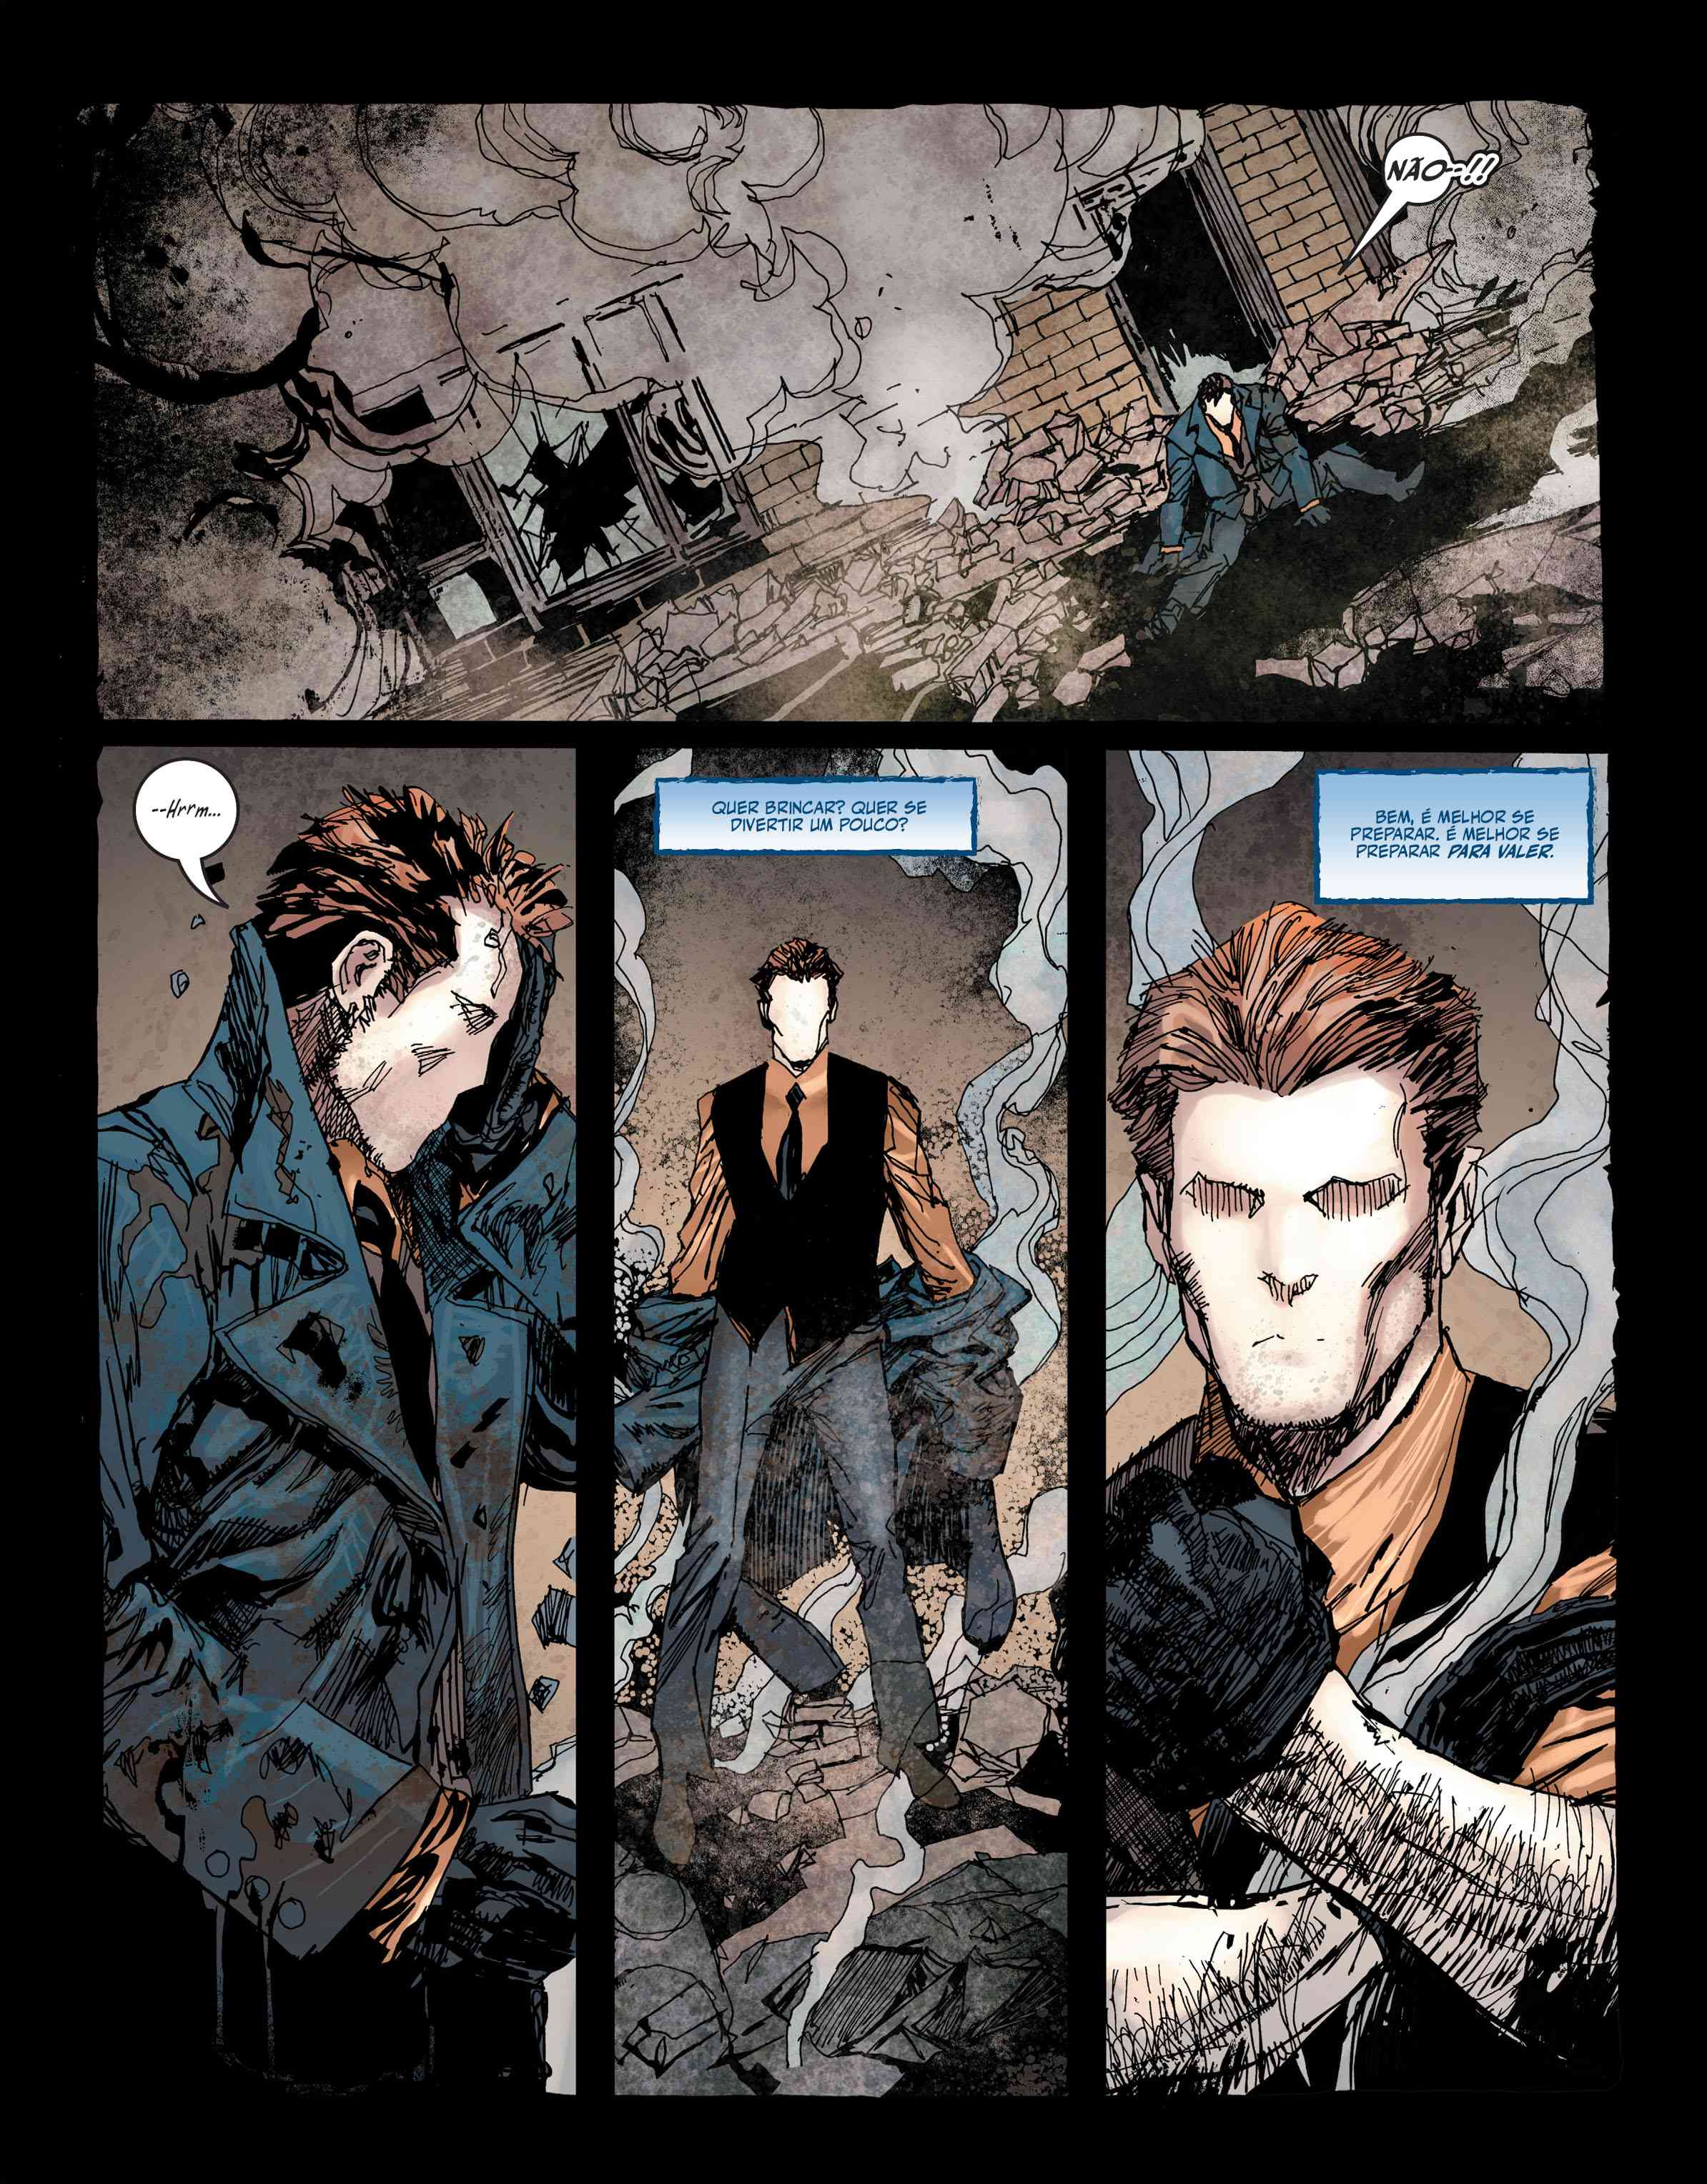 NÃO--!!
--Hrrm...
QUER BRINCAR? QUER SE
DIVERTIR UM POUCO?
BEM, É MELHOR SE
PREPARAR. É MELHOR SE
PREPARAR PARA VALER.